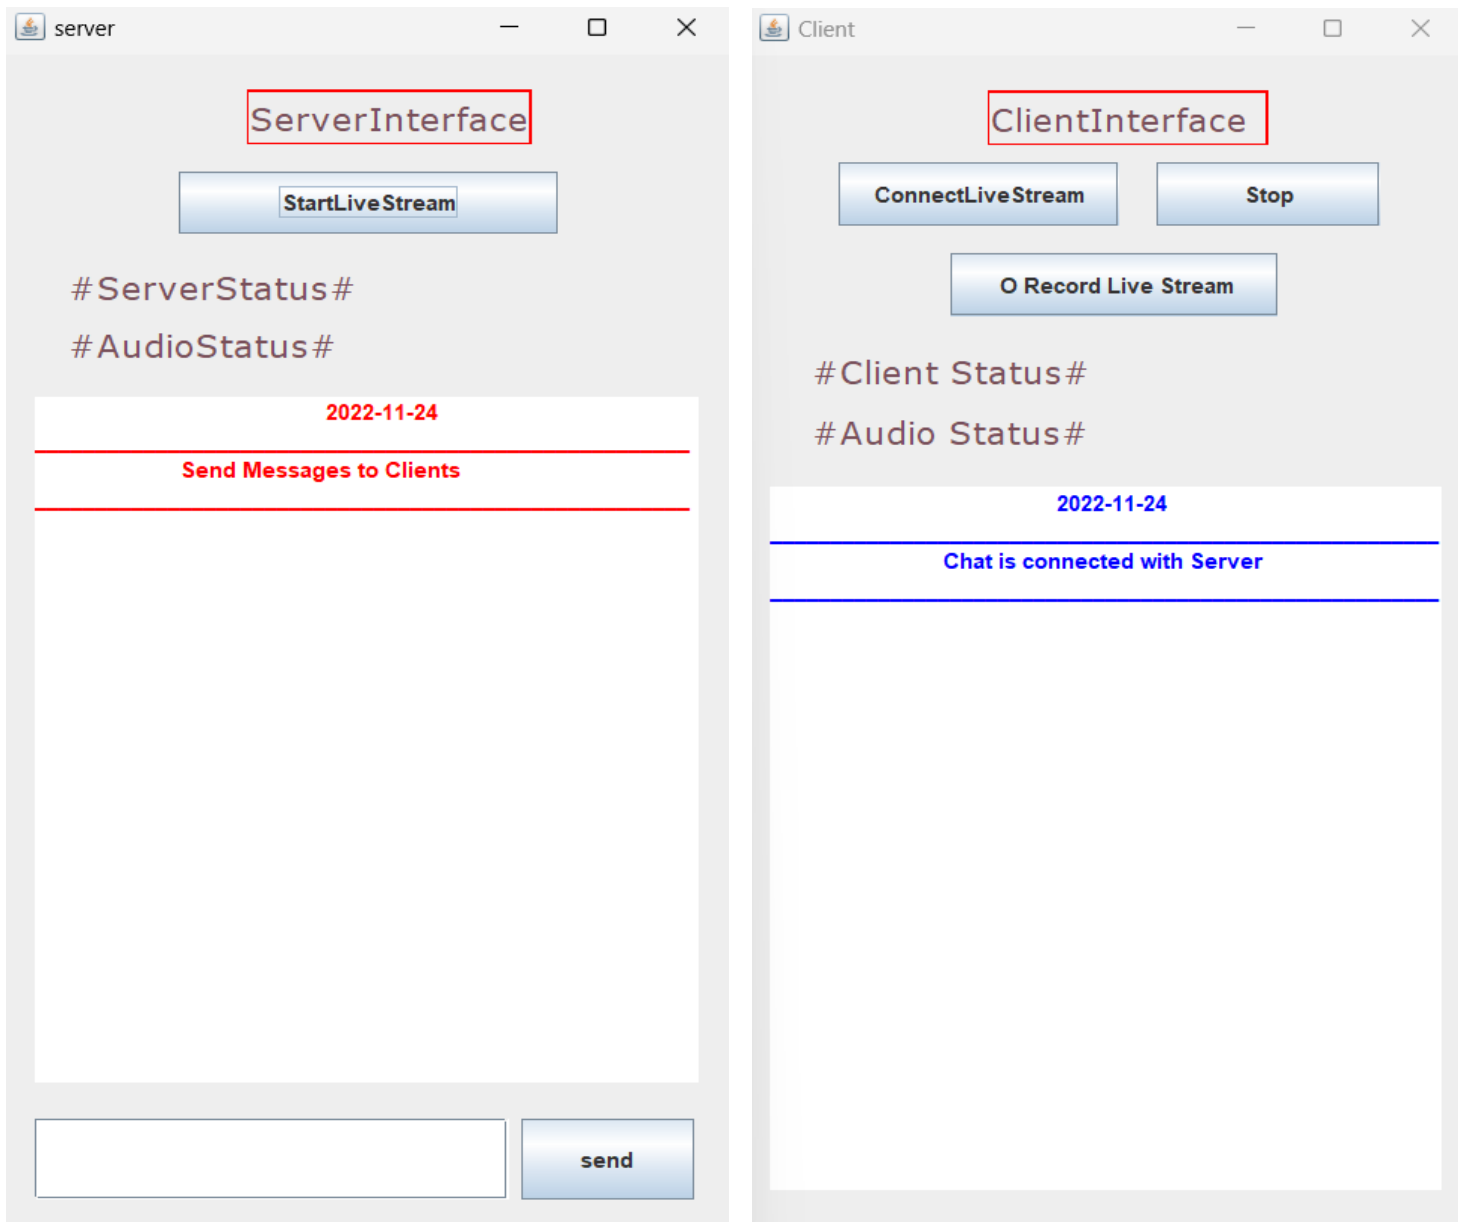 server
ServerInterface
StartLiveStream
#ServerStatus#
#AudioStatus#
2022-11-24
Send Messages to Clients
send
Client
ClientInterface
ConnectLiveStream
Stop
O Record Live Stream
#Client Status#
#Audio Status#
2022-11-24
Chat is connected with Server